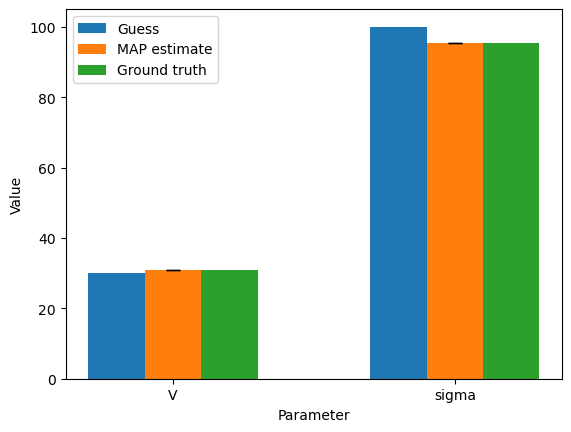 Guess
MAP estimate
Ground truth
Value
100
80
60
40
20
0
V
sigma
Parameter